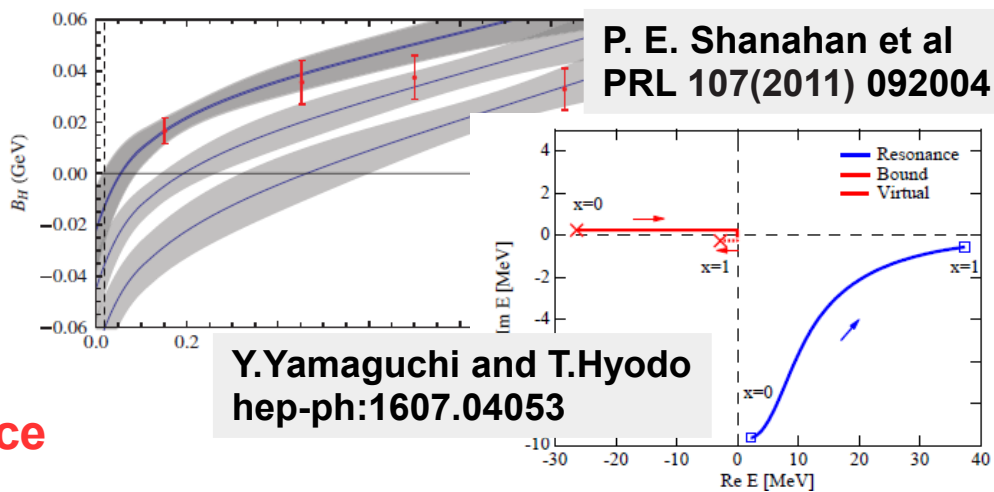 0.06
0.04
0.02
0.00
−0.02
−0.04
−0.06
B_H (GeV)
0.0
0.2
P. E. Shanahan et al
PRL 107(2011) 092004
4
2
0
-2
-4
-10
Im E [MeV]
Resonance
Bound
Virtual
x=0
x=1
x=1
x=0
-30
-20
-10
0
10
20
30
40
Re E [MeV]
Y.Yamaguchi and T.Hyodo
hep-ph:1607.04053
ce